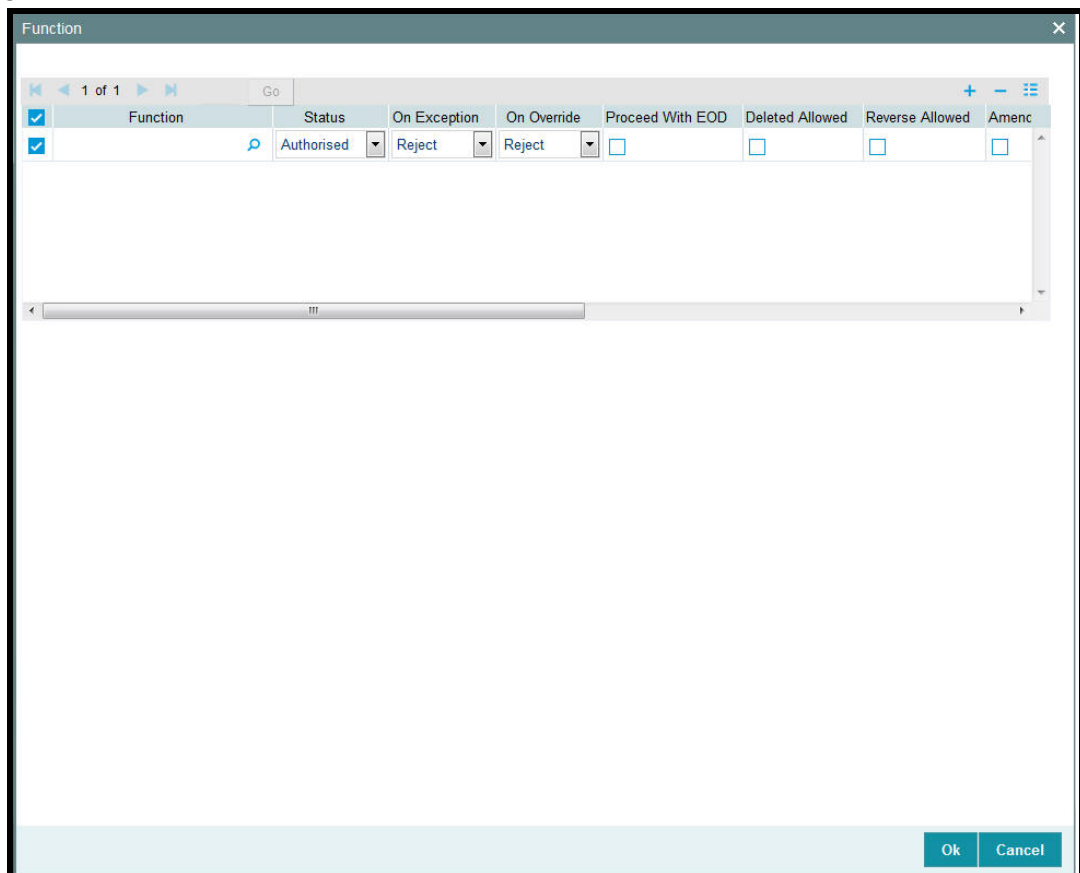 Function
1 of 1 Go
Function Status On Exception On Override Proceed With EOD Deleted Allowed Reverse Allowed Amend
Authorised Reject Reject
Ok Cancel